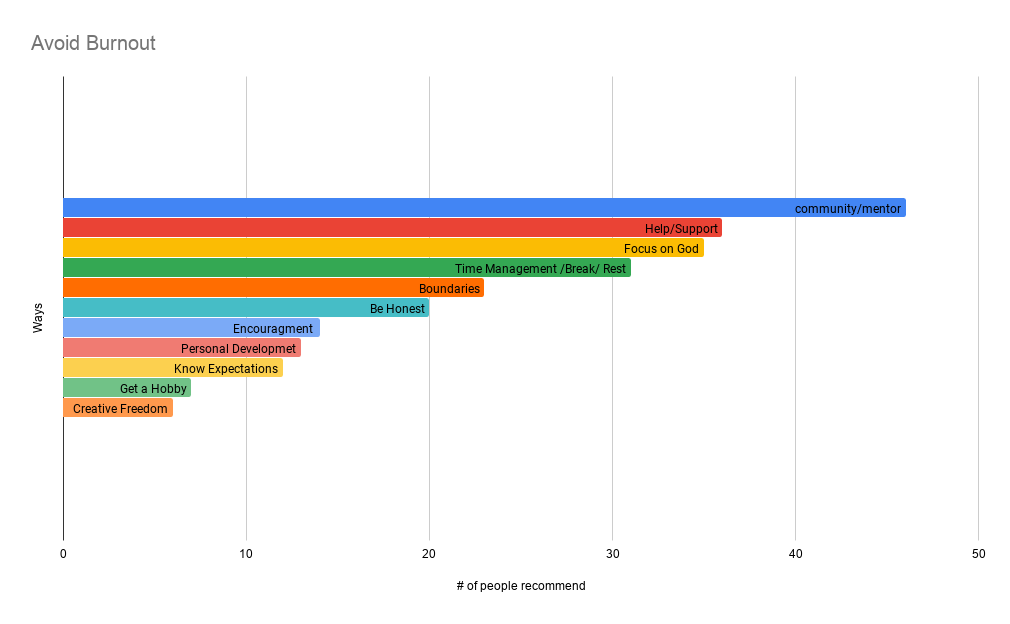 Avoid Burnout
community/mentor
Help/Support
Focus on God
Time Management /Break/ Rest
Boundaries
Be Honest
Encouragment
Personal Developmet
Know Expectations
Get a Hobby
Creative Freedom
Ways
0 10 20 30 40 50
# of people recommend